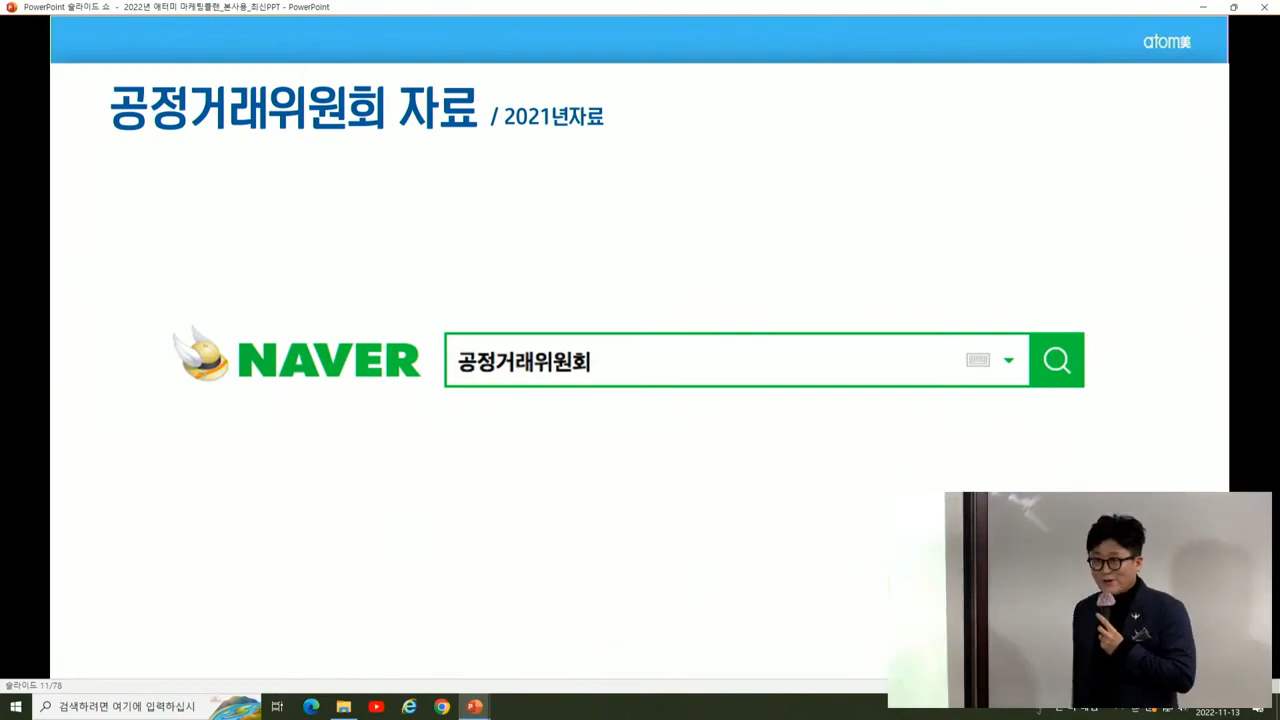 PowerPoint 슬라이드 쇼 - 2022년 애터미 마케팅플랜_본사용_최신PPT - PowerPoint
atom美
공정거래위원회 자료 / 2021년자료
NAVER 공정거래위원회
슬라이드 11/78
검색하려면 여기에 입력하십시
2022-11-13